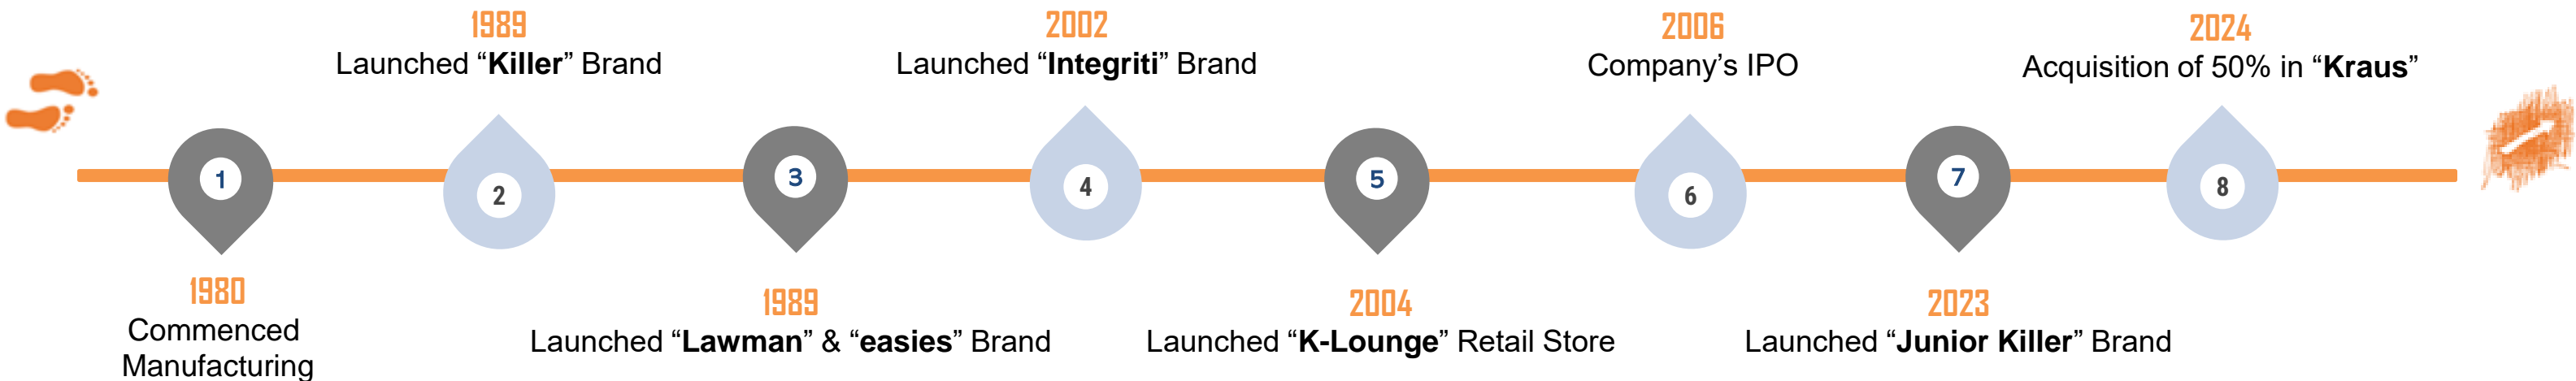 1989
Launched “Killer” Brand
2002
Launched “Integriti” Brand
2006
Company’s IPO
2024
Acquisition of 50% in “Kraus”
1
2
3
4
5
6
7
8
1980
Commenced
Manufacturing
1989
Launched “Lawman” & “easies” Brand
2004
Launched “K-Lounge” Retail Store
2023
Launched “Junior Killer” Brand